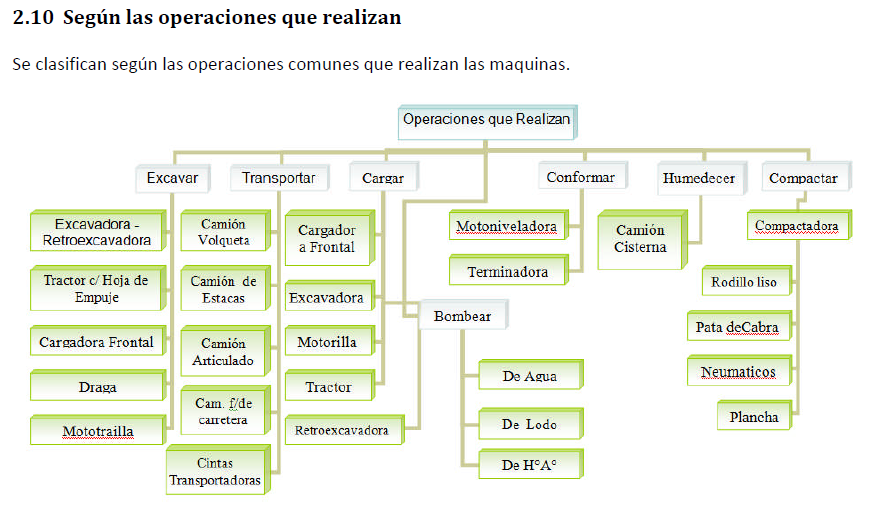 2.10 Según las operaciones que realizan
Se clasifican según las operaciones comunes que realizan las maquinas.
Operaciones que Realizan
Excavar
Transportar
Cargar
Conformar
Humedecer
Compactar
Excavadora -
Retroexcavadora
Tractor c/ Hoja de
Empuje
Cargadora Frontal
Draga
Mototrailla
Camión
Volqueta
Camión de
Estacas
Camión
Articulado
Cam. f/de
carretera
Cintas
Transportadoras
Cargador
a Frontal
Excavadora
Motorilla
Tractor
Retroexcavadora
Bombear
De Agua
De Lodo
De H°A°
Motoniveladora
Terminadora
Camión
Cisterna
Compactadora
Rodillo liso
Pata deCabra
Neumaticos
Plancha